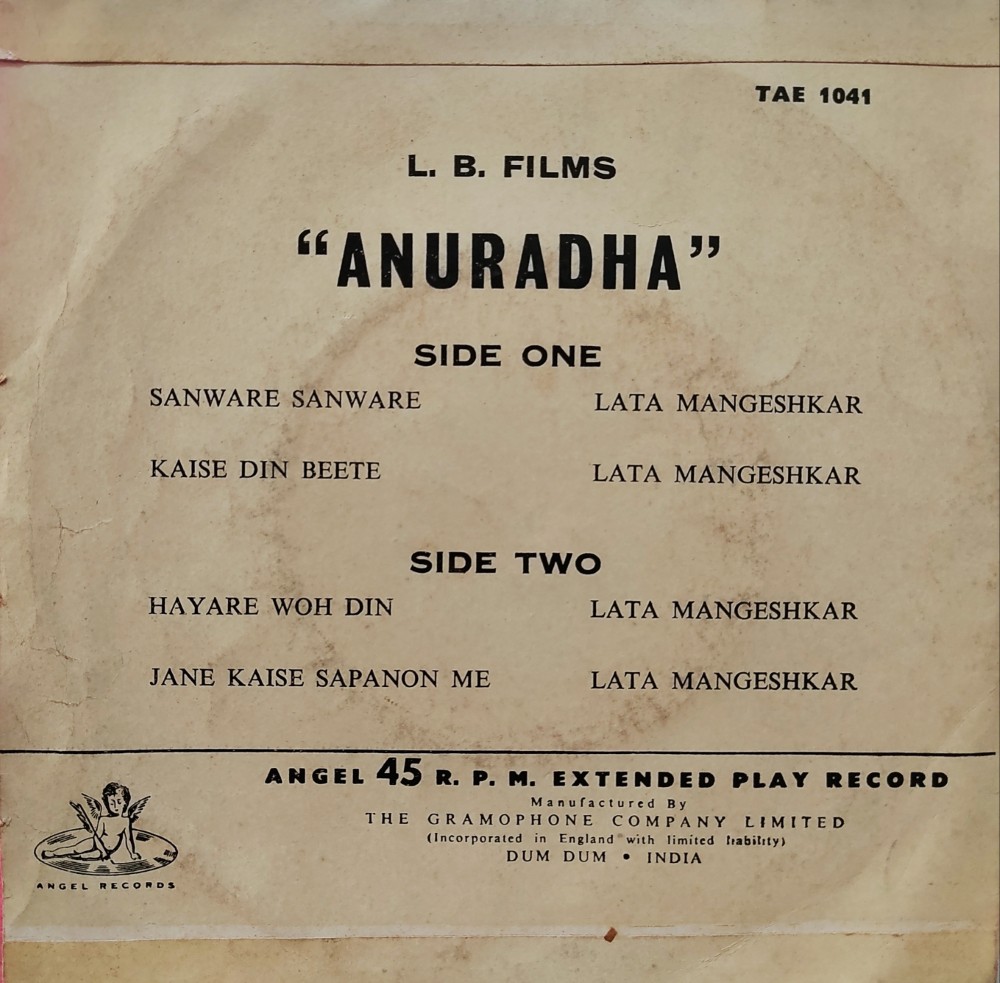 TAE 1041
L. B. FILMS
“ANURADHA”
SIDE ONE
SANWARE SANWARE LATA MANGESHKAR
KAISE DIN BEETE LATA MANGESHKAR
SIDE TWO
HAYARE WOH DIN LATA MANGESHKAR
JANE KAISE SAPANON ME LATA MANGESHKAR
ANGEL 45 R. P. M. EXTENDED PLAY RECORD
Manufactured By
THE GRAMOPHONE COMPANY LIMITED
(Incorporated in England with limited liability)
DUM DUM • INDIA
ANGEL RECORDS